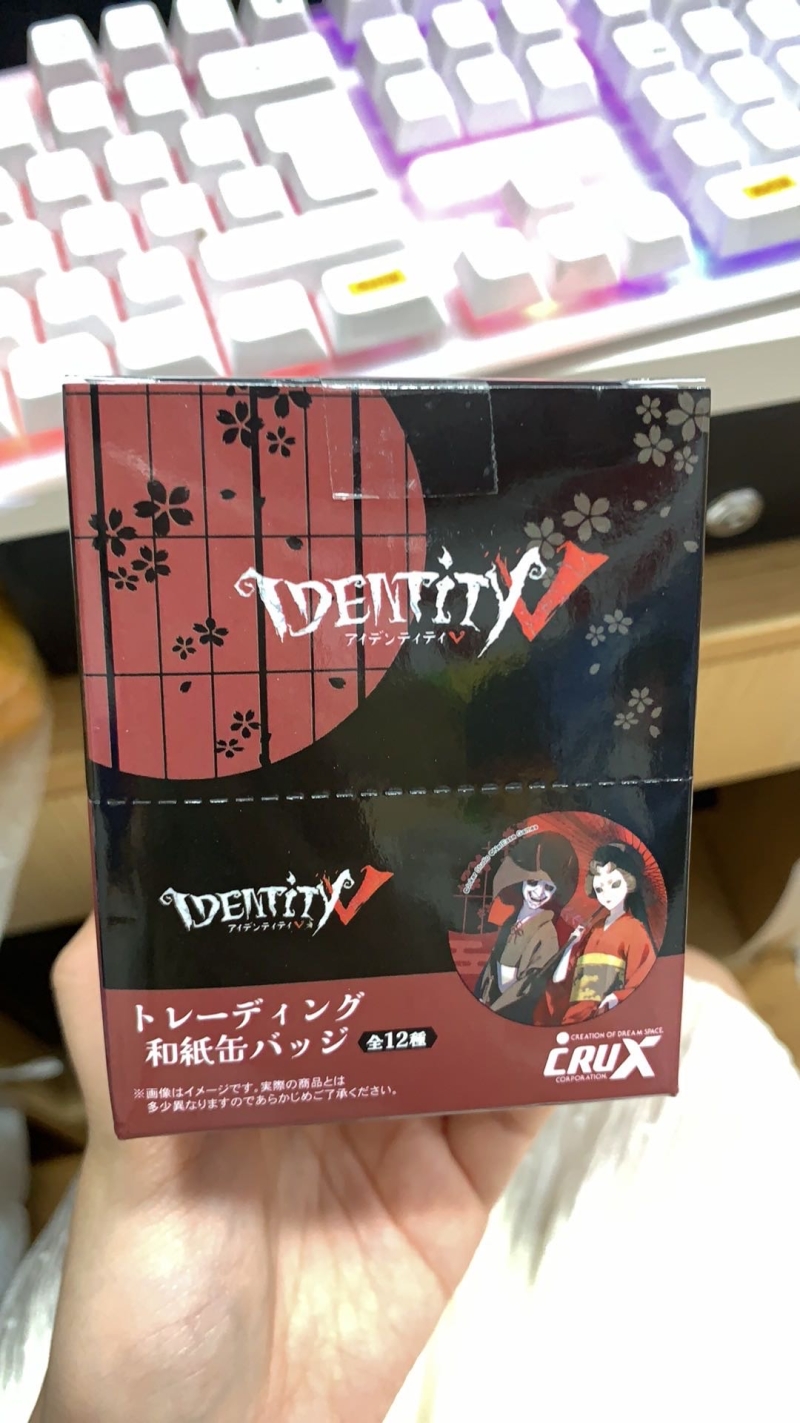 IDENTITY V
アイデンティティV
IDENTITY V
アイデンティティV
トレーディング
和紙缶バッジ 全12種
※画像はイメージです。実際の商品とは
多少異なりますのであらかじめご了承ください。
CREATION OF DREAM SPACE.
CRUX
CORPORATION.